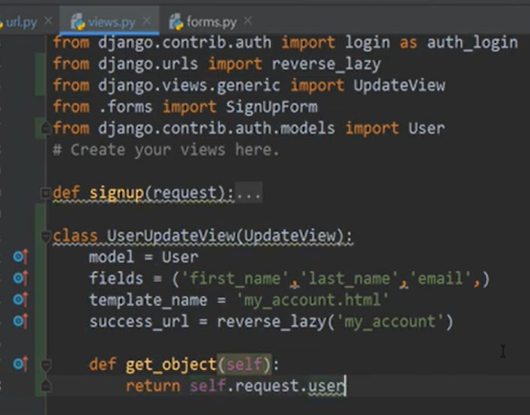 url.py views.py forms.py
from django.contrib.auth import login as auth_login
from django.urls import reverse_lazy
from django.views.generic import UpdateView
from .forms import SignUpForm
from django.contrib.auth.models import User
# Create your views here.
def signup(request):...
class UserUpdateView(UpdateView):
model = User
fields = ('first_name','last_name','email',)
template_name = 'my_account.html'
success_url = reverse_lazy('my_account')
def get_object(self):
return self.request.user